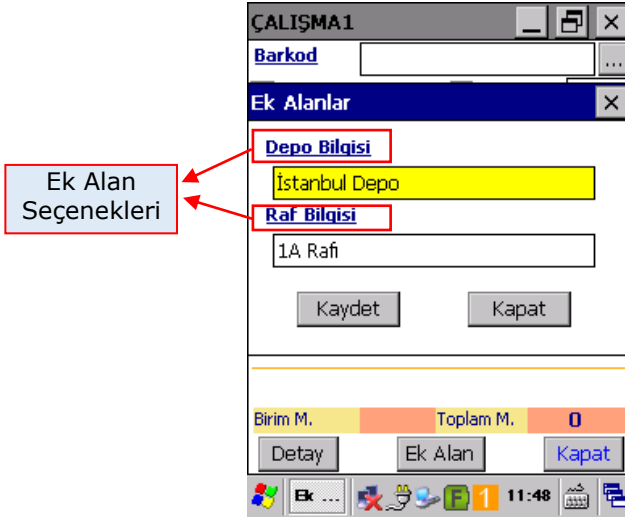 ÇALIŞMA1
Barkod
...
Ek Alanlar
Depo Bilgisi
İstanbul Depo
Ek Alan
Seçenekleri
Raf Bilgisi
1A Rafı
Kaydet Kapat
Birim M. Toplam M. 0
Detay Ek Alan Kapat
Ek ... F 1 11:48